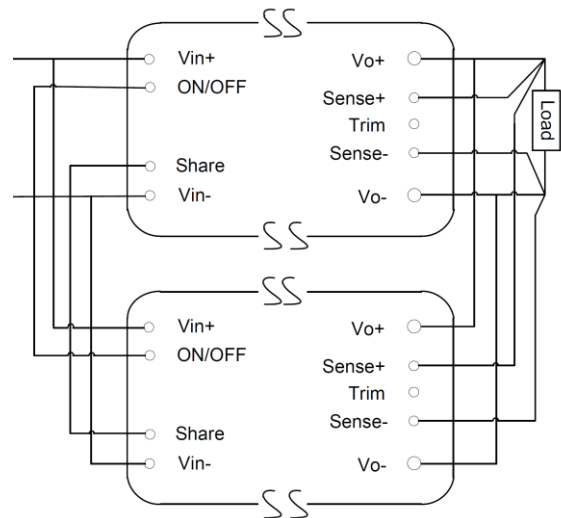 Vin+
Vo+
ON/OFF
Sense+
Trim
Share
Sense-
Vin-
Vo-
Load
Vin+
Vo+
ON/OFF
Sense+
Trim
Share
Sense-
Vin-
Vo-